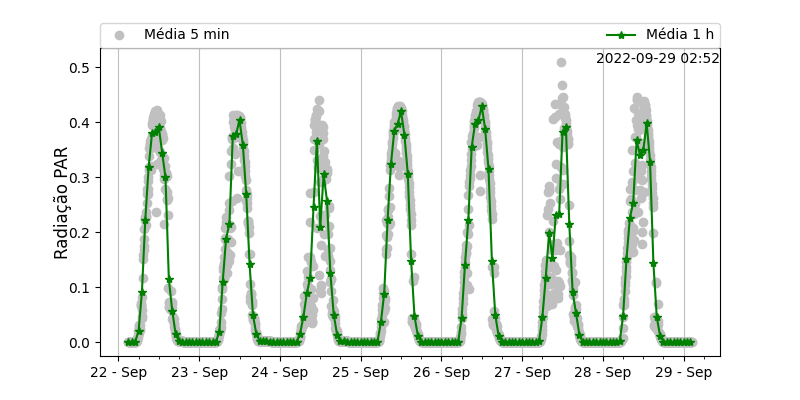 Média 5 min
Média 1 h
2022-09-29 02:52
Radiação PAR
0.5
0.4
0.3
0.2
0.1
0.0
22 - Sep
23 - Sep
24 - Sep
25 - Sep
26 - Sep
27 - Sep
28 - Sep
29 - Sep